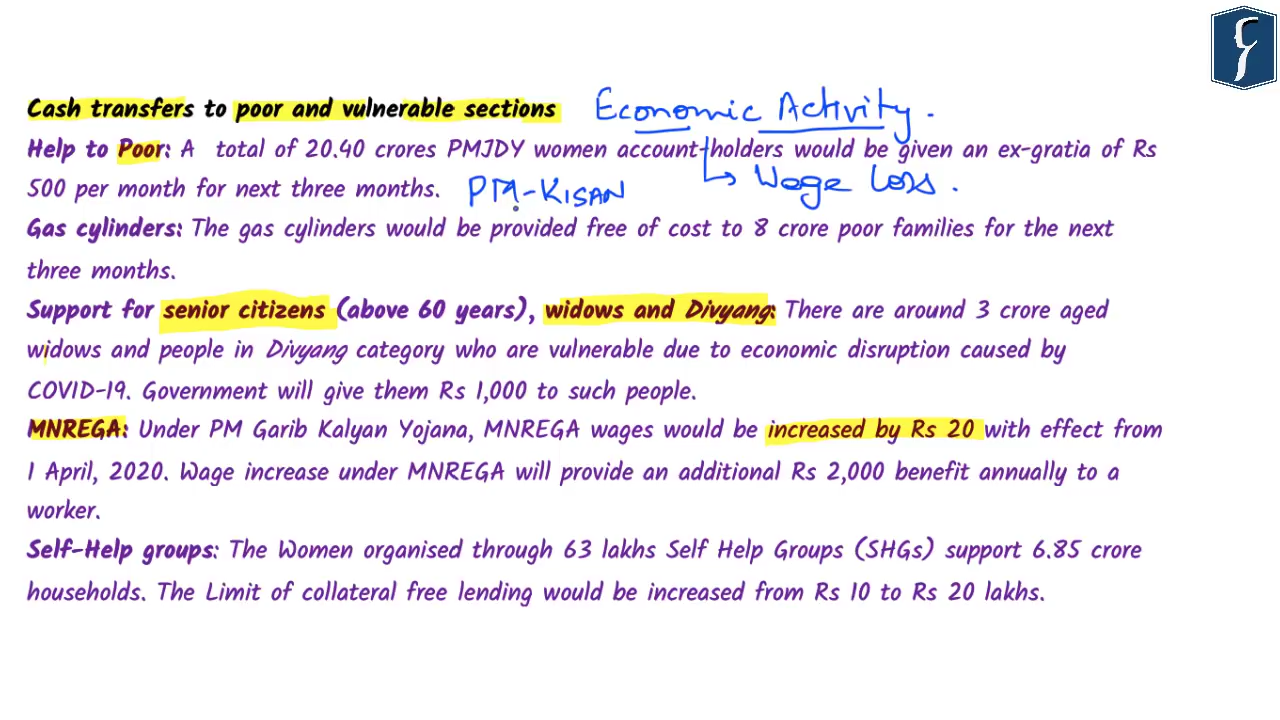 Cash transfers to poor and vulnerable sections Economic Activity.
Help to Poor: A total of 20.40 crores PMJDY women account-holders would be given an ex-gratia of Rs
500 per month for next three months. PM-KISAN → Wage Loss.
Gas cylinders: The gas cylinders would be provided free of cost to 8 crore poor families for the next
three months.
Support for senior citizens (above 60 years), widows and Divyang: There are around 3 crore aged
widows and people in Divyang category who are vulnerable due to economic disruption caused by
COVID-19. Government will give them Rs 1,000 to such people.
MNREGA: Under PM Garib Kalyan Yojana, MNREGA wages would be increased by Rs 20 with effect from
1 April, 2020. Wage increase under MNREGA will provide an additional Rs 2,000 benefit annually to a
worker.
Self-Help groups: The Women organised through 63 lakhs Self Help Groups (SHGs) support 6.85 crore
households. The Limit of collateral free lending would be increased from Rs 10 to Rs 20 lakhs.